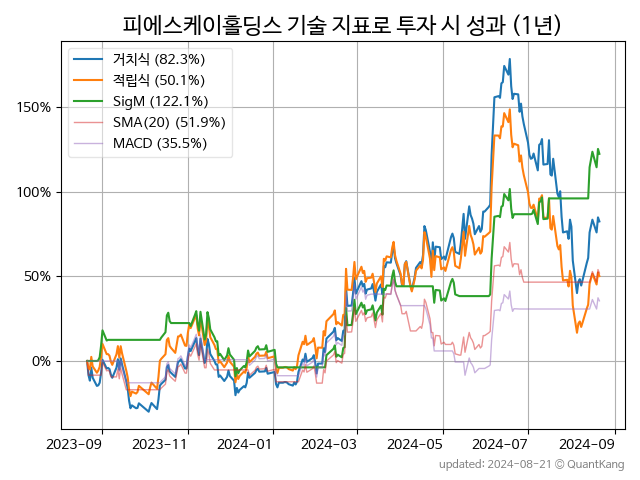 피에스케이홀딩스 기술 지표로 투자 시 성과 (1년)
거치식 (82.3%)
적립식 (50.1%)
SigM (122.1%)
SMA(20) (51.9%)
MACD (35.5%)
150%
100%
50%
0%
2023-09 2023-11 2024-01 2024-03 2024-05 2024-07 2024-09
updated: 2024-08-21 © QuantKang